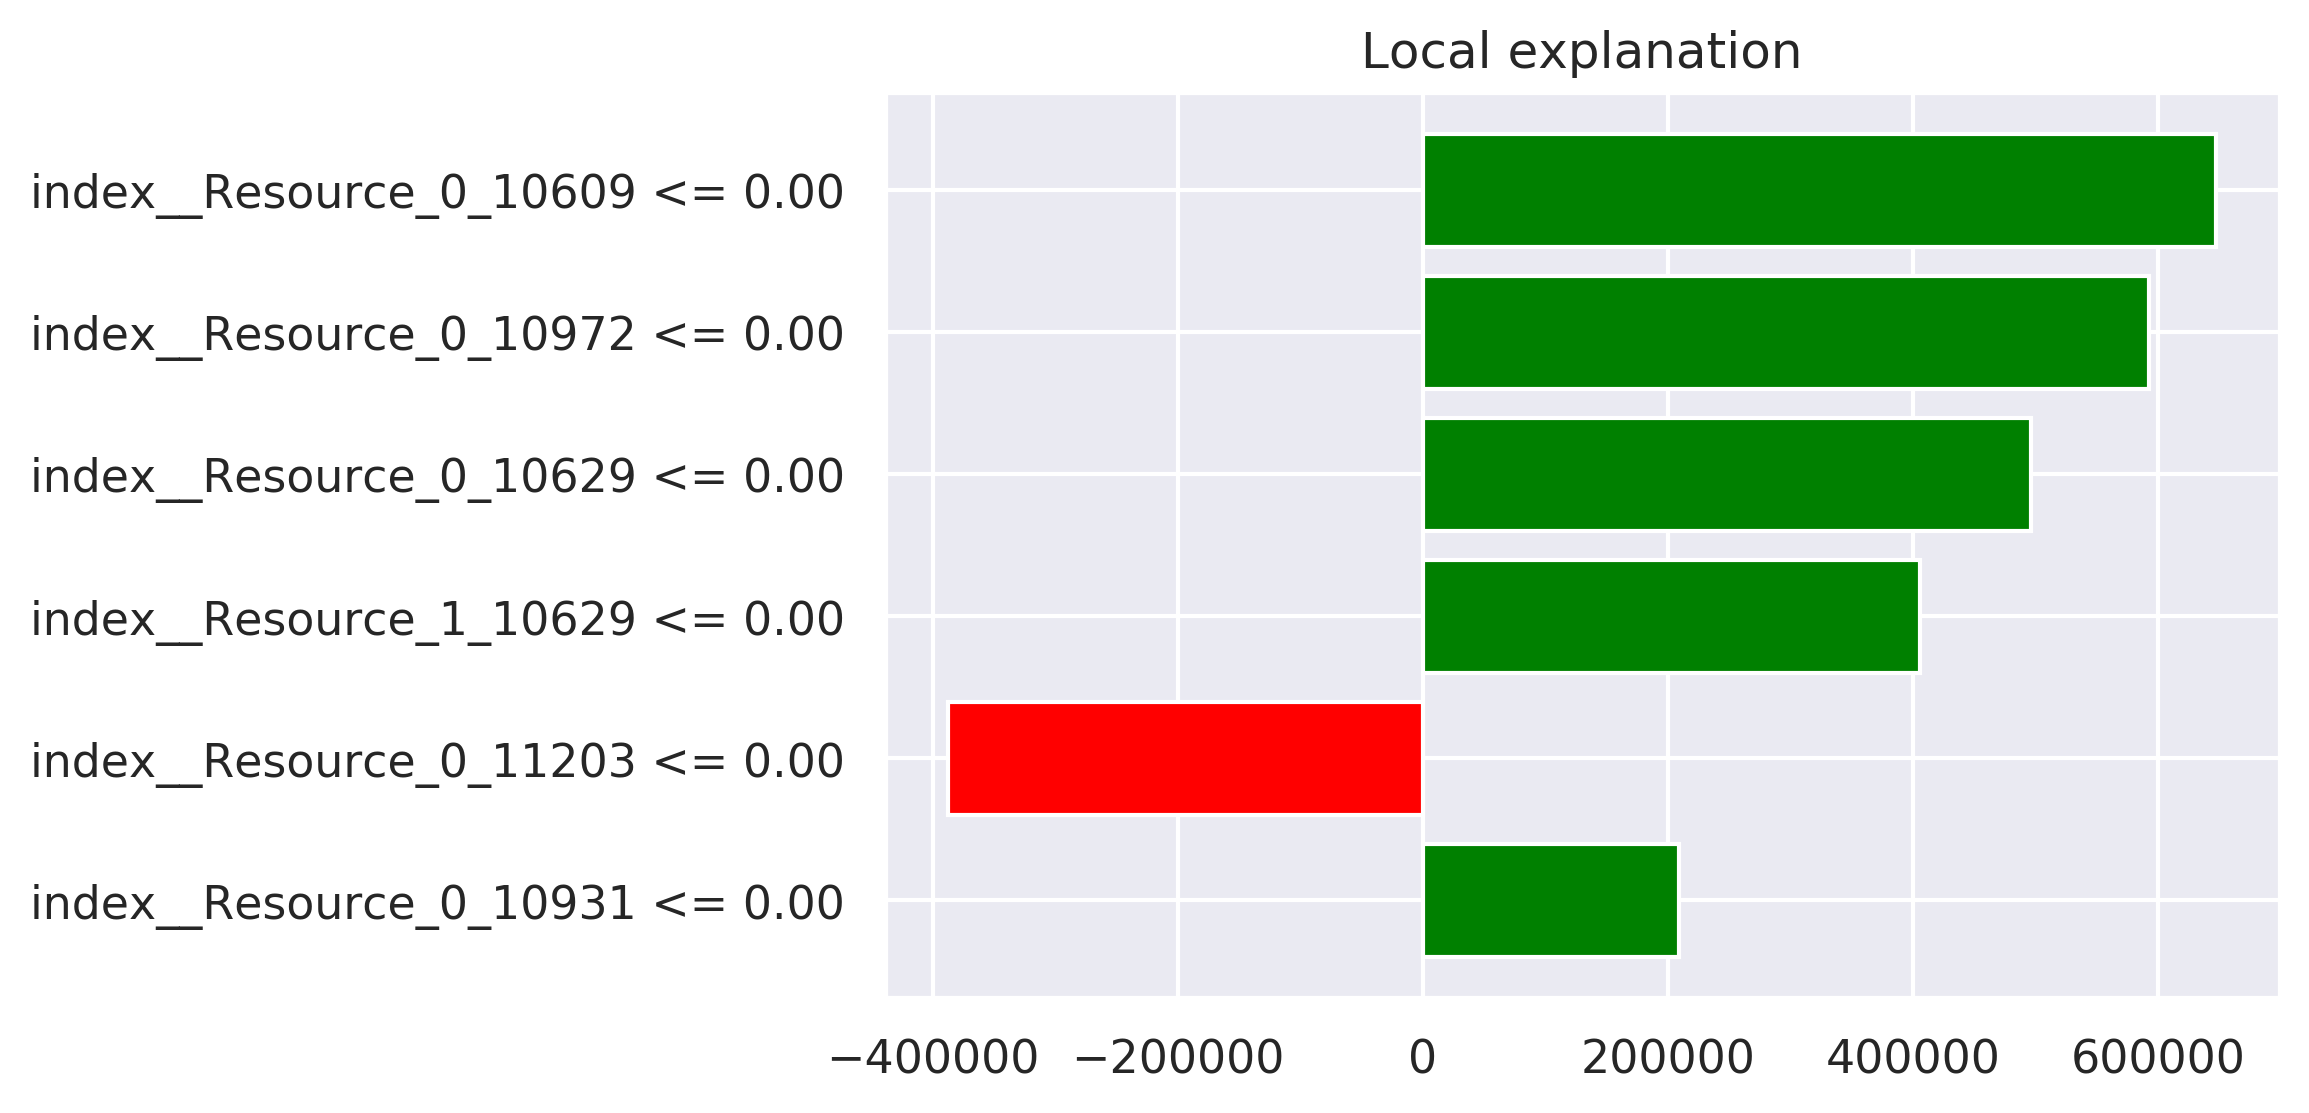 Local explanation
index__Resource_0_10609 <= 0.00
index__Resource_0_10972 <= 0.00
index__Resource_0_10629 <= 0.00
index__Resource_1_10629 <= 0.00
index__Resource_0_11203 <= 0.00
index__Resource_0_10931 <= 0.00
−400000 −200000 0 200000 400000 600000